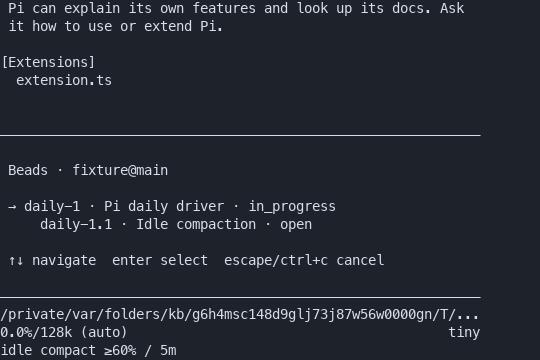 Pi can explain its own features and look up its docs. Ask
it how to use or extend Pi.
[Extensions]
extension.ts
Beads · fixture@main
→ daily-1 · Pi daily driver · in_progress
daily-1.1 · Idle compaction · open
↑↓ navigate  enter select  escape/ctrl+c cancel
/private/var/folders/kb/g6h4msc148d9glj73j87w56w0000gn/T/...
0.0%/128k (auto) tiny
idle compact ≥60% / 5m